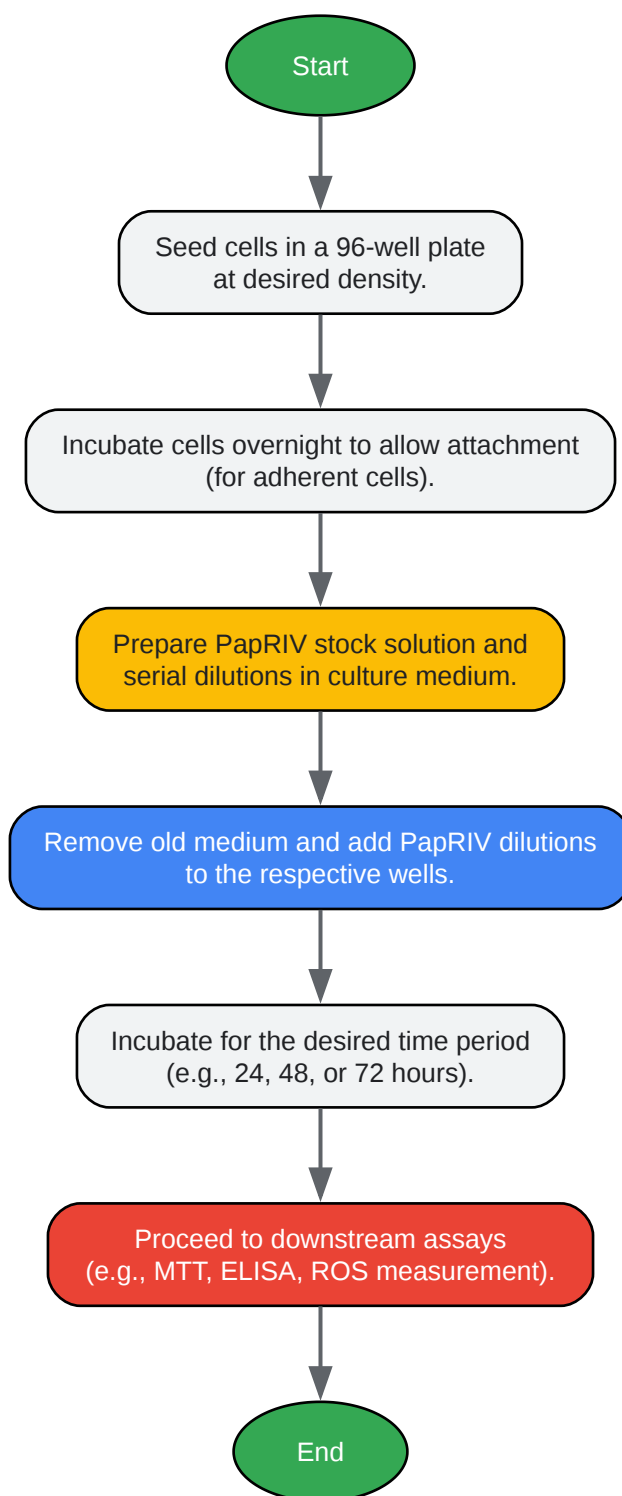 Start
Seed cells in a 96-well plate
at desired density.
Incubate cells overnight to allow attachment
(for adherent cells).
Prepare PapRIV stock solution and
serial dilutions in culture medium.
Remove old medium and add PapRIV dilutions
to the respective wells.
Incubate for the desired time period
(e.g., 24, 48, or 72 hours).
Proceed to downstream assays
(e.g., MTT, ELISA, ROS measurement).
End